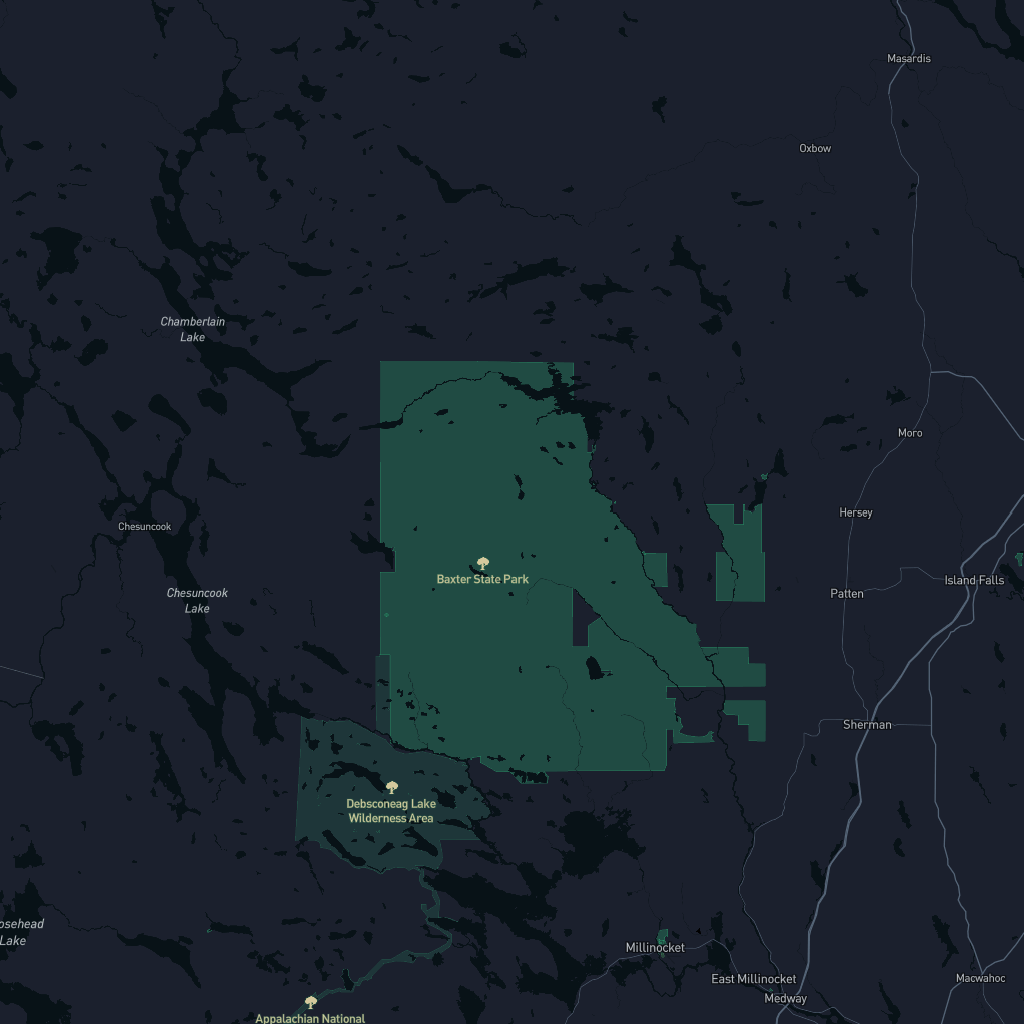 Masardis
Oxbow
Chamberlain
Lake
Moro
Hersey
Chesuncook
Baxter State Park
Island Falls
Chesuncook
Lake
Patten
Sherman
Debsconeag Lake
Wilderness Area
osehead
Lake
Millinocket
East Millinocket
Macwahoc
Medway
Appalachian National